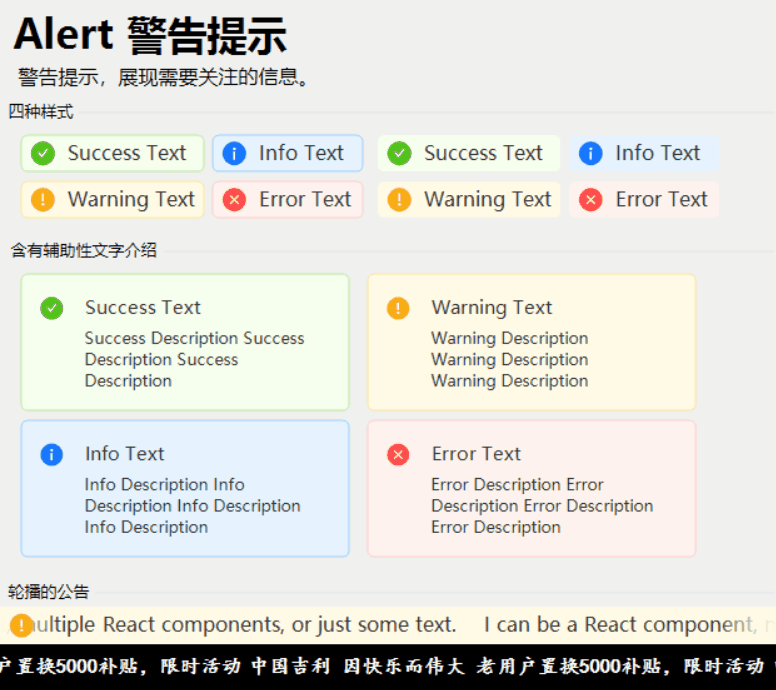 Alert 警告提示
警告提示，展现需要关注的信息。
四种样式
Success Text Info Text Success Text Info Text
Warning Text Error Text Warning Text Error Text
含有辅助性文字介绍
Success Text
Success Description Success
Description Success
Description
Warning Text
Warning Description
Warning Description
Warning Description
Info Text
Info Description Info
Description Info Description
Info Description
Error Text
Error Description Error
Description Error Description
Error Description
轮播的公告
ultiple React components, or just some text. I can be a React component,
户置换5000补贴，限时活动 中国吉利 因快乐而伟大 老用户置换5000补贴，限时活动